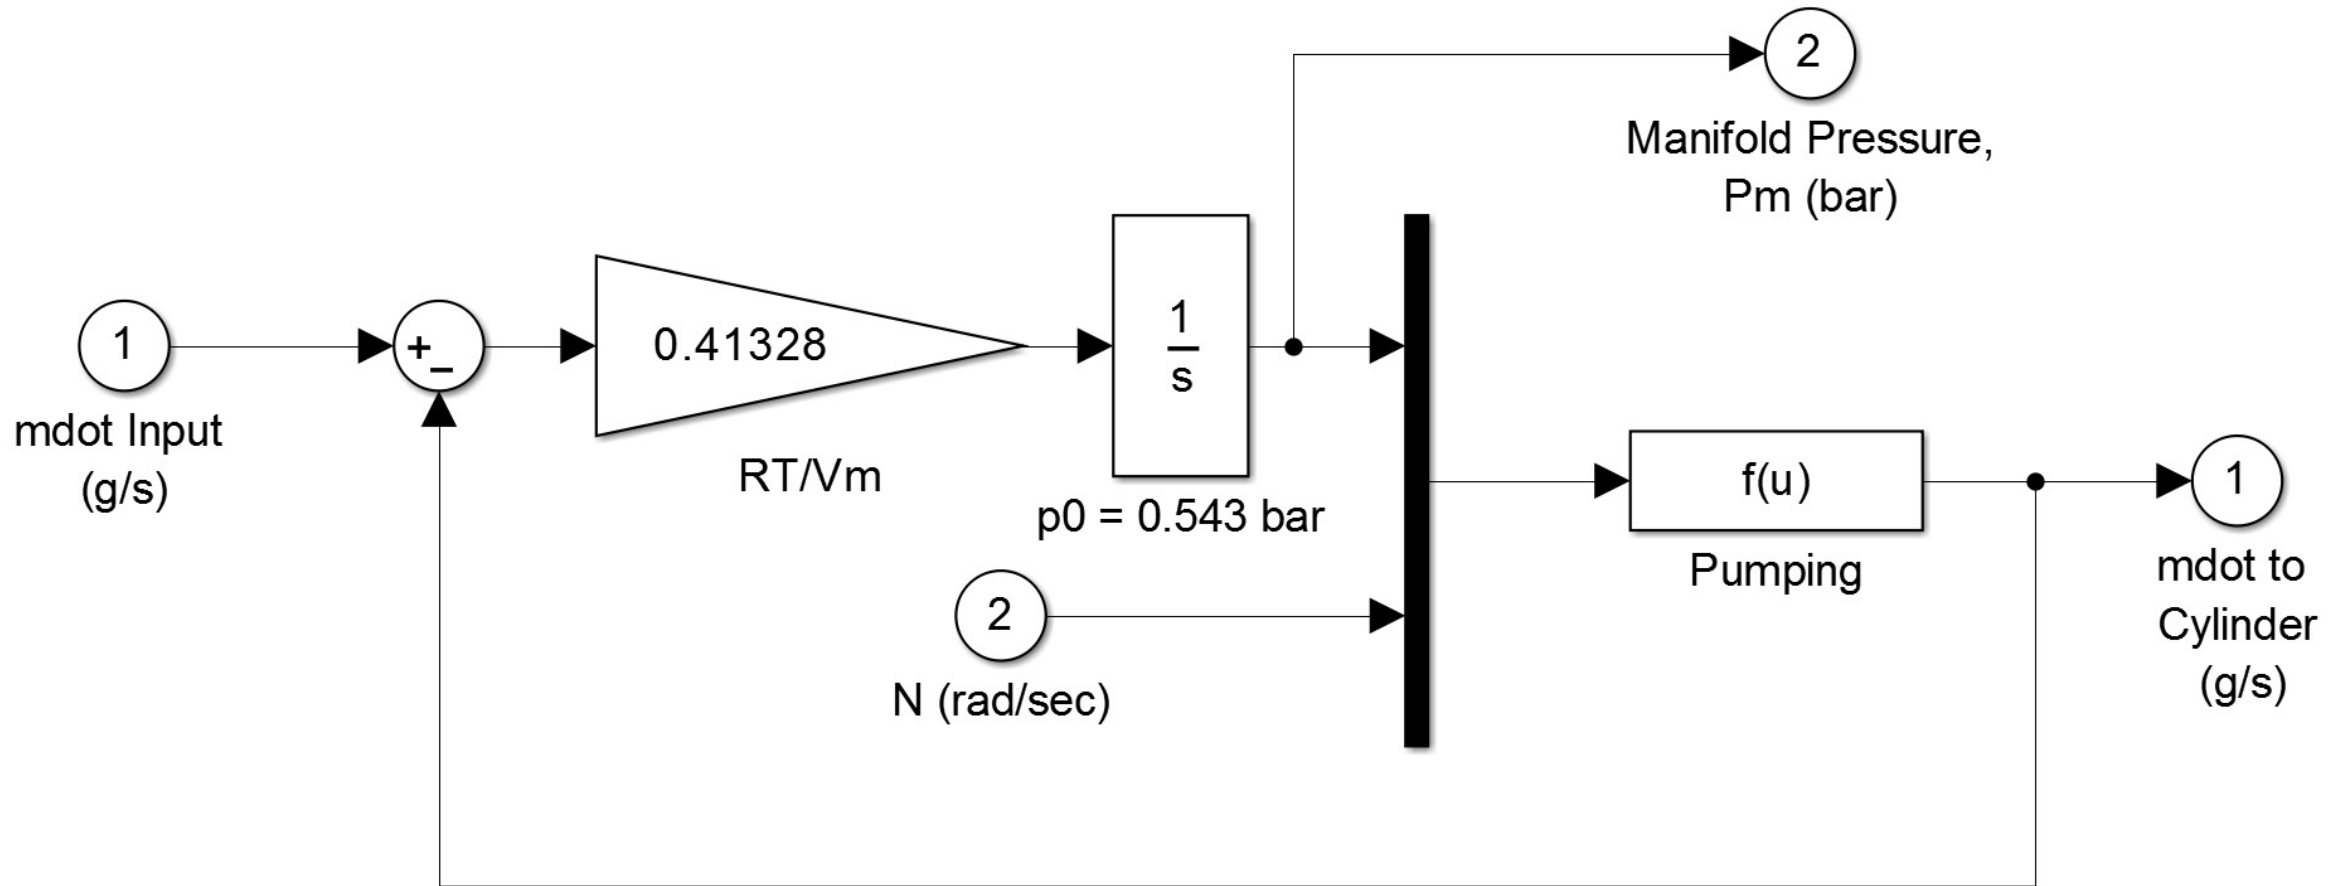 2
Manifold Pressure,
Pm (bar)
1
mdot Input
(g/s)
+
−
0.41328
RT/Vm
1
s
p0 = 0.543 bar
2
N (rad/sec)
f(u)
Pumping
1
mdot to
Cylinder
(g/s)